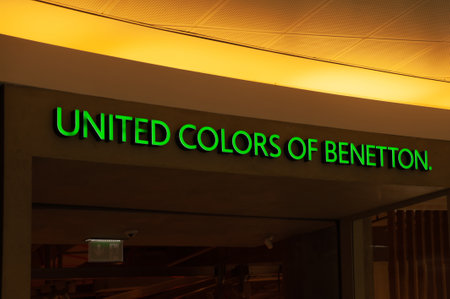 UNITED COLORS OF BENETTON.